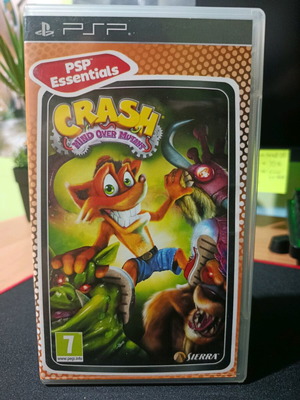 PSP
PSP
Essentials
CRASH
MIND OVER MUTANT
7
www.pegi.info
SIERRA